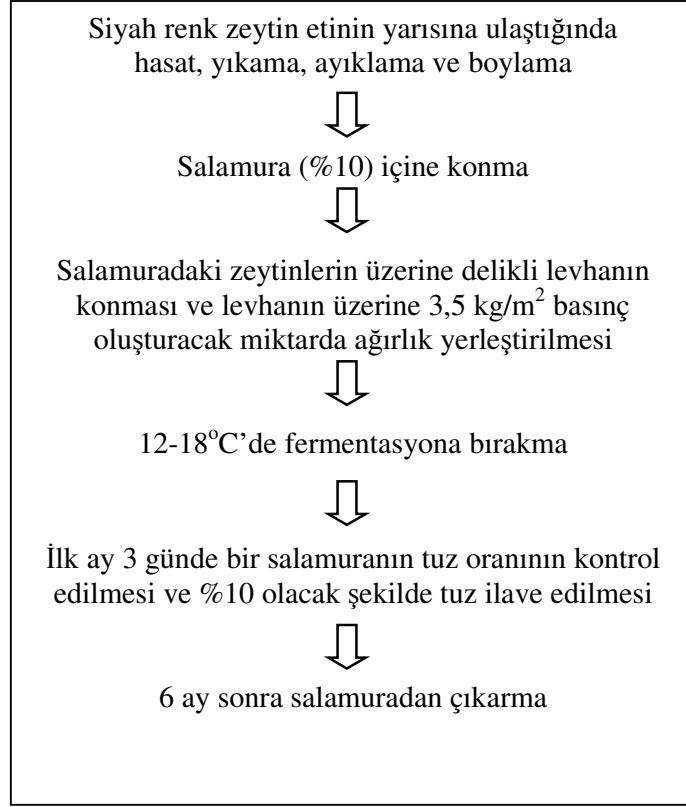 Siyah renk zeytin etinin yarısına ulaştığında
hasat, yıkama, ayıklama ve boylama
Salamura (%10) içine konma
Salamuradaki zeytinlerin üzerine delikli levhanın
konması ve levhanın üzerine 3,5 kg/m² basınç
oluşturacak miktarda ağırlık yerleştirilmesi
12-18°C’de fermentasyona bırakma
İlk ay 3 günde bir salamuranın tuz oranının kontrol
edilmesi ve %10 olacak şekilde tuz ilave edilmesi
6 ay sonra salamuradan çıkarma